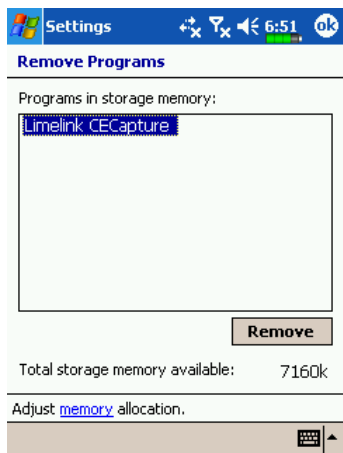 Settings 6:51 ok
Remove Programs
Programs in storage memory:
Limelink CECapture
Remove
Total storage memory available: 7160k
Adjust memory allocation.